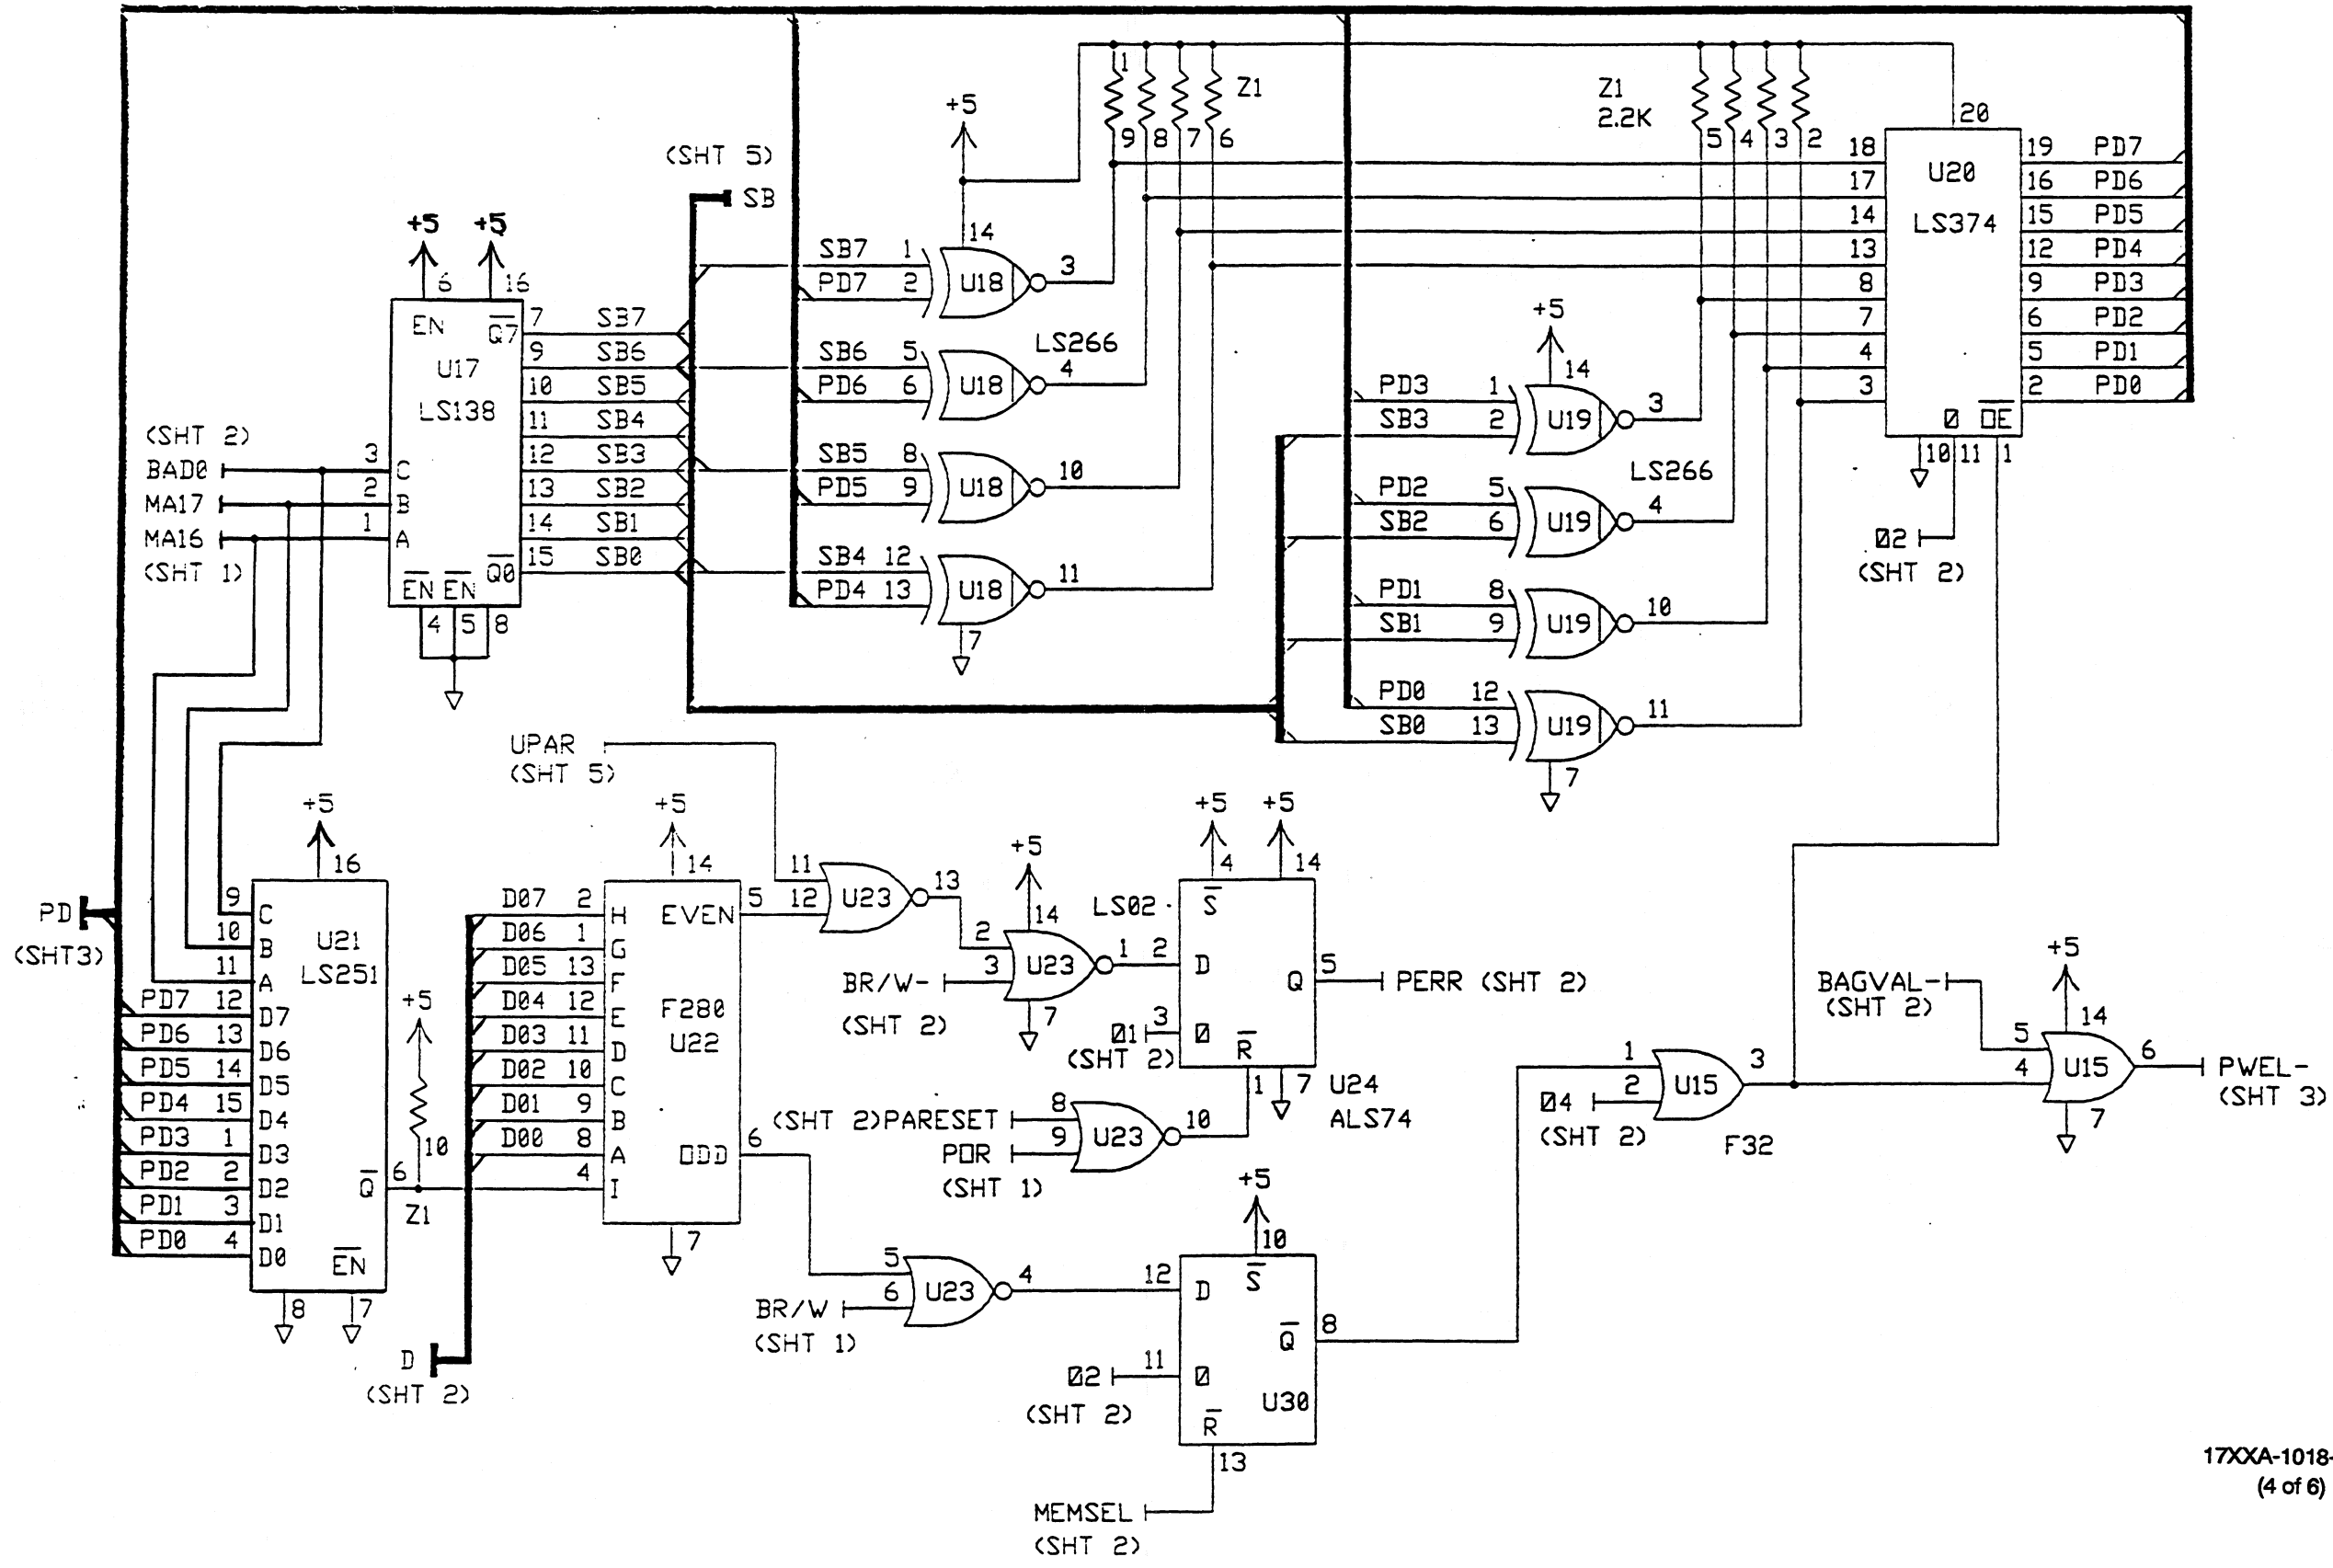 Z1
Z1
2.2K
1
9 8 7 6
5 4 3 2
+5
20
(SHT 5)
SB
U20
LS374
18
17
14
13
8
7
4
3
19 PD7
16 PD6
15 PD5
12 PD4
9 PD3
6 PD2
5 PD1
2 PD0
Ø OE
10 11 1
Ø2
(SHT 2)
+5 +5
6 16
EN Q7
U17
LS138
7 SB7
9 SB6
10 SB5
11 SB4
12 SB3
13 SB2
14 SB1
15 SB0
(SHT 2)
BAD0 3 C
MA17 2 B
MA16 1 A
(SHT 1)
EN EN Q0
4 5 8
14
SB7 1
PD7 2
U18 3
LS266
SB6 5
PD6 6
U18 4
SB5 8
PD5 9
U18 10
SB4 12
PD4 13
U18 11
7
+5
14
PD3 1
SB3 2
U19 3
LS266
PD2 5
SB2 6
U19 4
PD1 8
SB1 9
U19 10
PD0 12
SB0 13
U19 11
7
UPAR
(SHT 5)
+5
16
9 C
10 B
11 A
U21
LS251
PD
(SHT3)
PD7 12 D7
PD6 13 D6
PD5 14 D5
PD4 15 D4
PD3 1 D3
PD2 2 D2
PD1 3 D1
PD0 4 D0
Q 6
EN
8 7
+5
10
Z1
D
(SHT 2)
+5
14
D07 2 H
D06 1 G
D05 13 F
D04 12 E
D03 11 D
D02 10 C
D01 9 B
D00 8 A
4 I
EVEN 5
F280
U22
ODD 6
7
11
12
U23 13
+5
14
2
3
U23 1
7
BR/W-
(SHT 2)
LS02
+5 +5
4 14
S
2 D
Q 5
PERR (SHT 2)
Ø1 3 Ø
(SHT 2)
R
1 7
U24
ALS74
(SHT 2)PARESET 8
POR 9
(SHT 1)
U23 10
5
6
U23 4
BR/W
(SHT 1)
+5
10
S
12 D
Q 8
Ø2 11 Ø
(SHT 2)
U30
R
13
MEMSEL
(SHT 2)
1
2
U15 3
Ø4
(SHT 2)
F32
BAGVAL-
(SHT 2)
+5
14
5
4
U15 6
7
PWEL-
(SHT 3)
17XXA-1018-
(4 of 6)